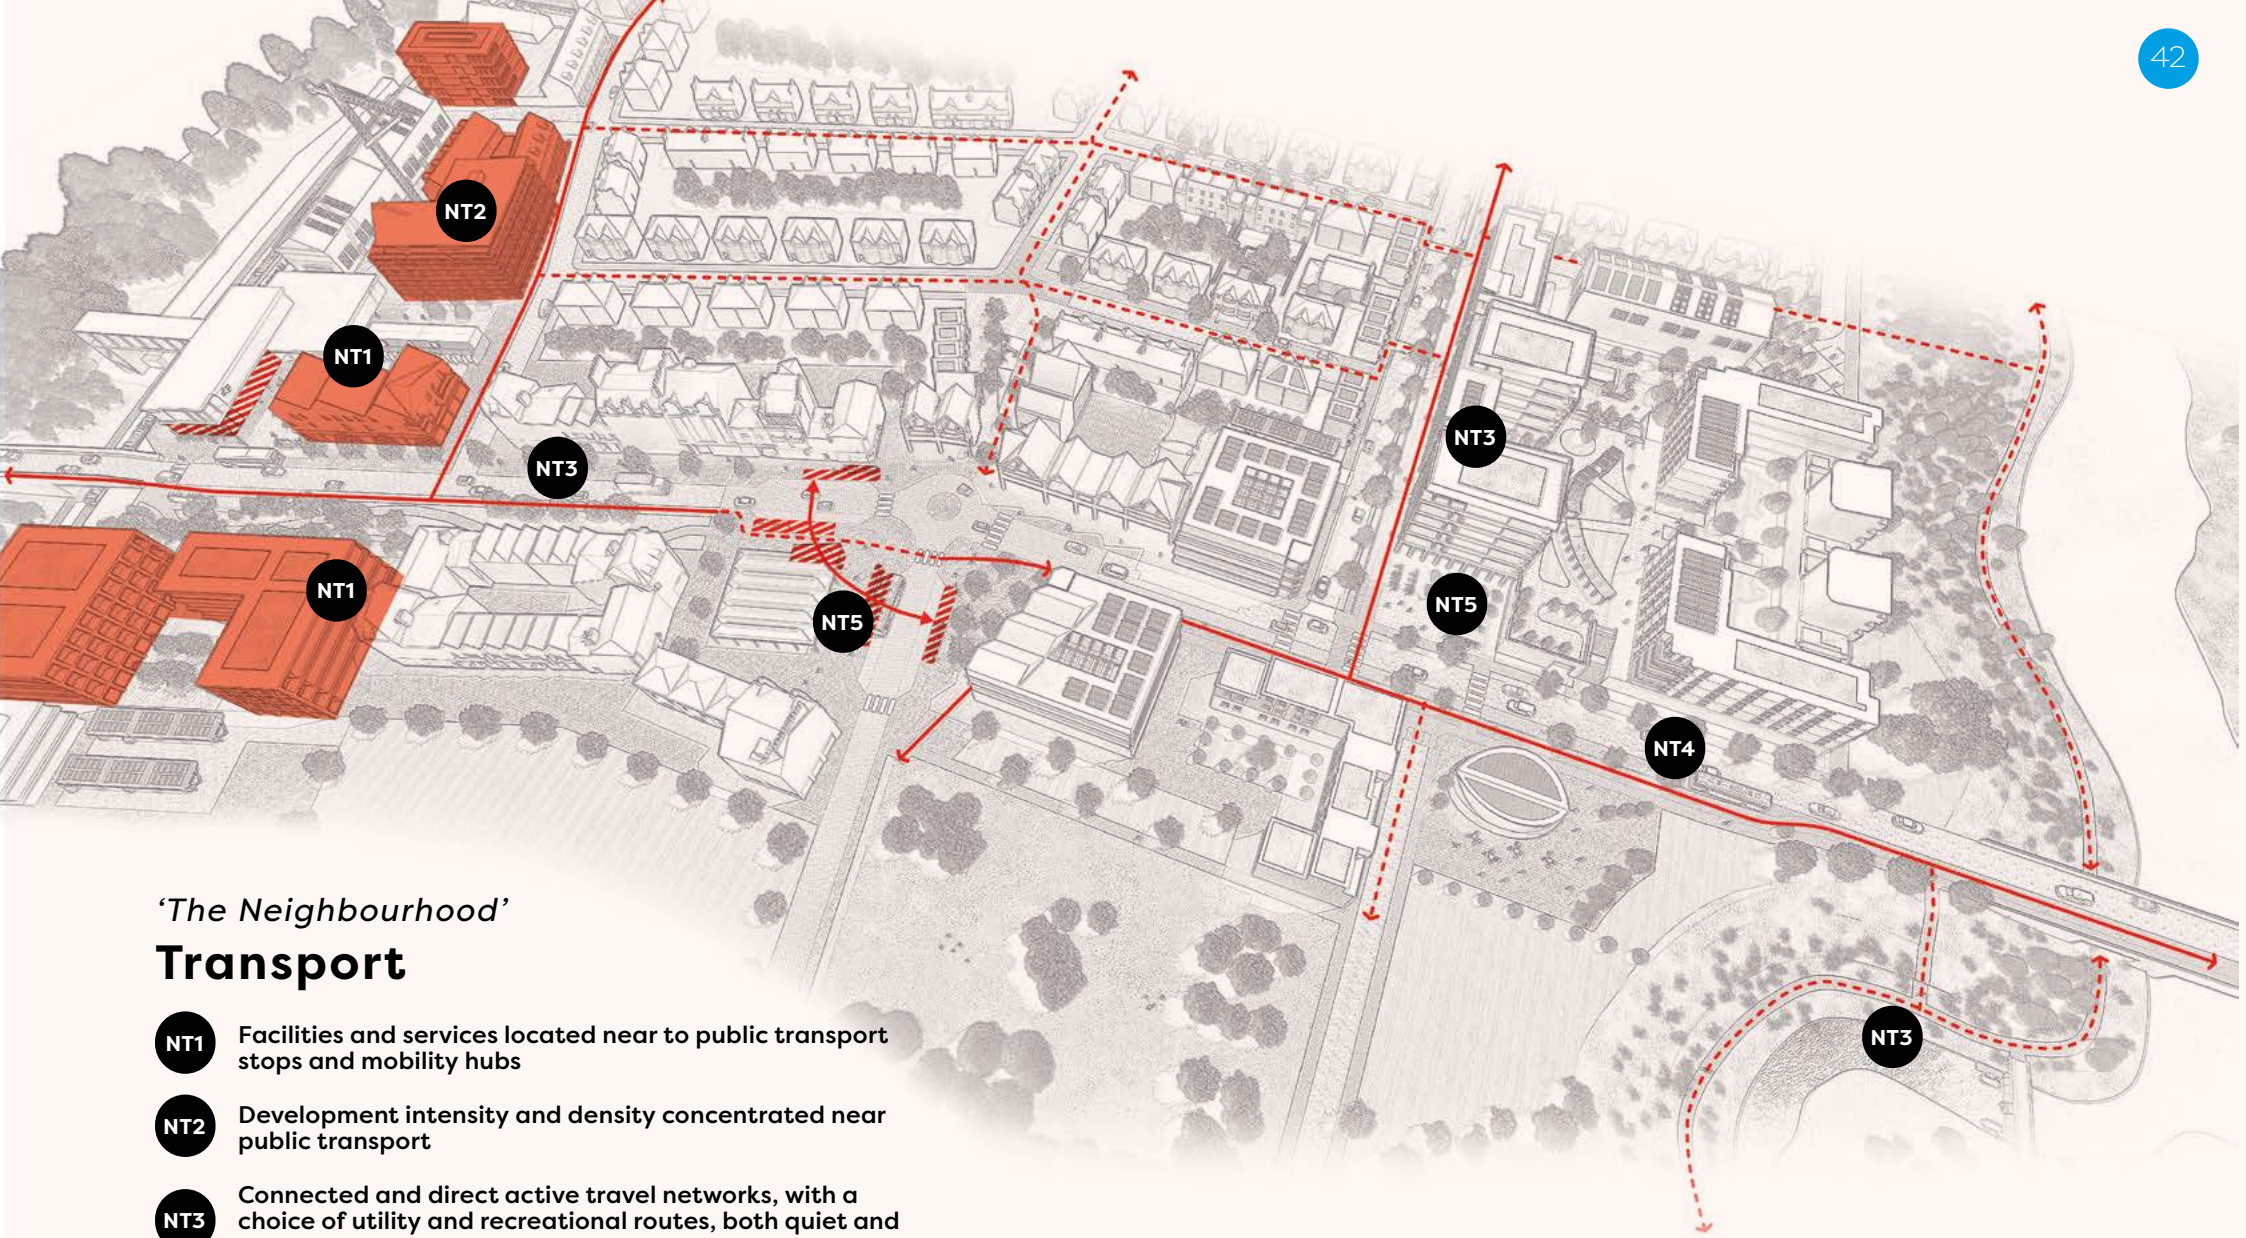 42
NT2
NT1
NT3
NT3
NT1
NT5
NT5
NT4
NT3
‘The Neighbourhood’
Transport
NT1 Facilities and services located near to public transport
stops and mobility hubs
NT2 Development intensity and density concentrated near
public transport
NT3 Connected and direct active travel networks, with a
choice of utility and recreational routes, both quiet and